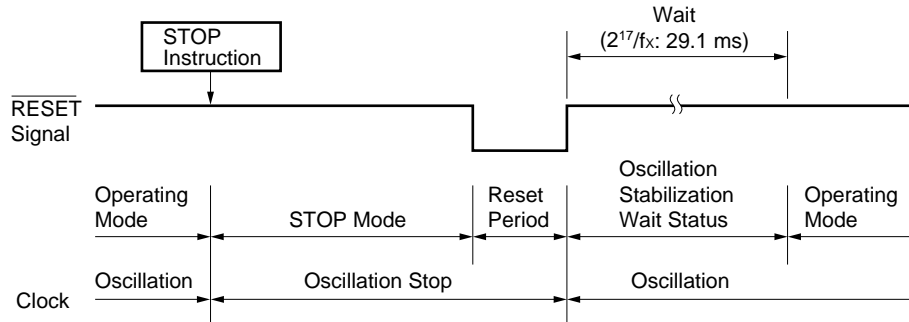 Wait
(2¹⁷/fx: 29.1 ms)
STOP
Instruction
RESET
Signal
Operating
Mode
STOP Mode
Reset
Period
Oscillation
Stabilization
Wait Status
Operating
Mode
Clock
Oscillation
Oscillation Stop
Oscillation